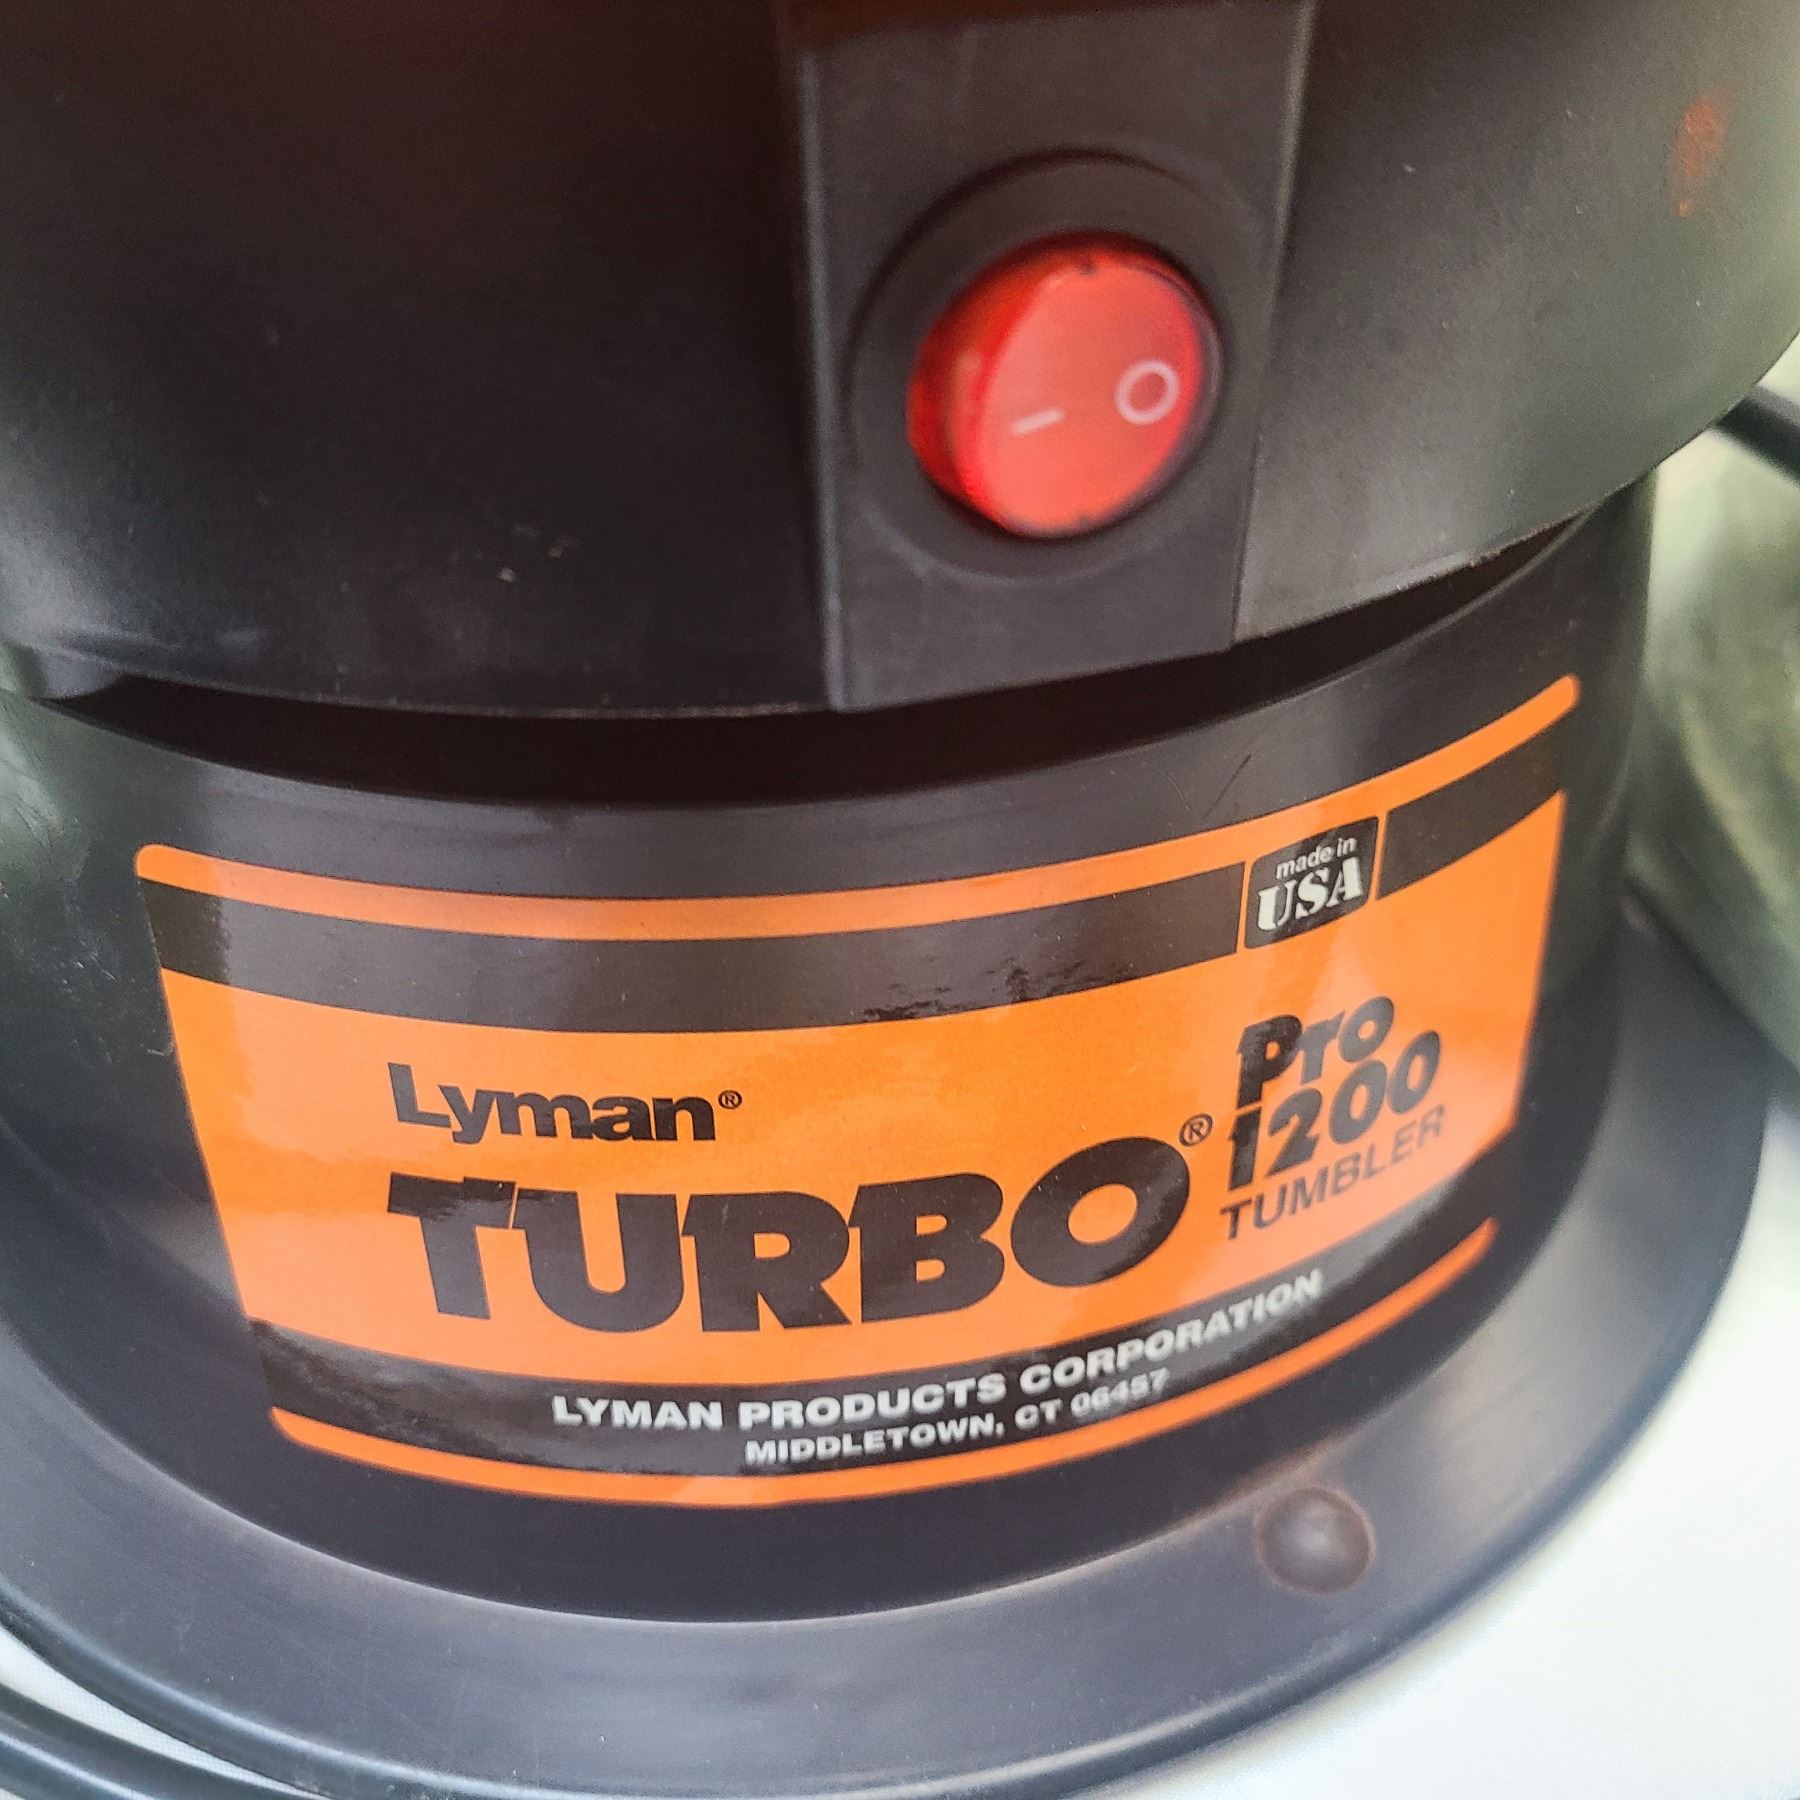 — O
made in
USA
Lyman®
TURBO®
Pro
1200
TUMBLER
LYMAN PRODUCTS CORPORATION
MIDDLETOWN, CT 06457